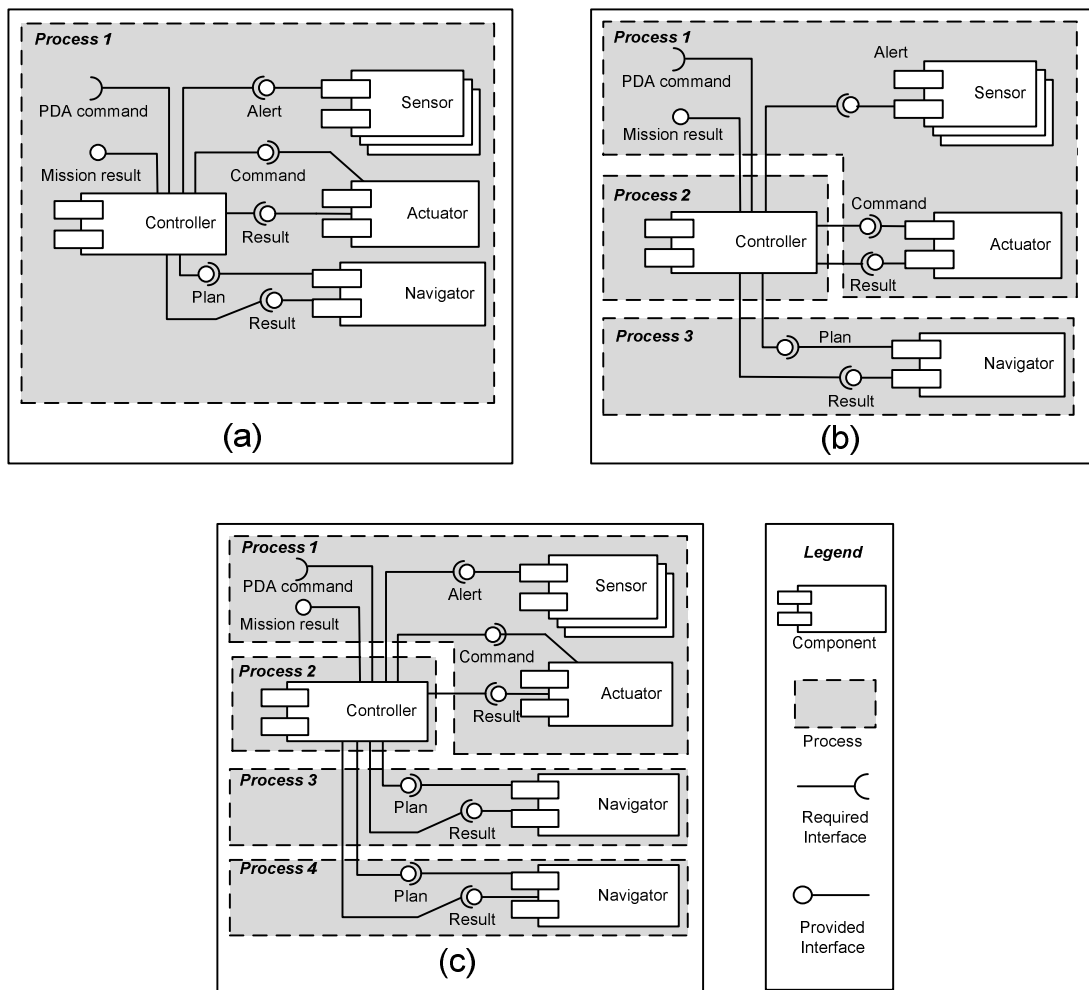 Process 1
PDA command
Alert
Sensor
Mission result
Command
Controller
Actuator
Result
Plan
Navigator
Result
(a)
Process 1
Alert
PDA command
Sensor
Mission result
Process 2
Command
Controller
Actuator
Result
Process 3
Plan
Navigator
Result
(b)
Process 1
PDA command
Alert
Sensor
Mission result
Command
Process 2
Controller
Actuator
Result
Process 3
Plan
Navigator
Result
Process 4
Plan
Navigator
Result
(c)
Legend
Component
Process
Required
Interface
Provided
Interface